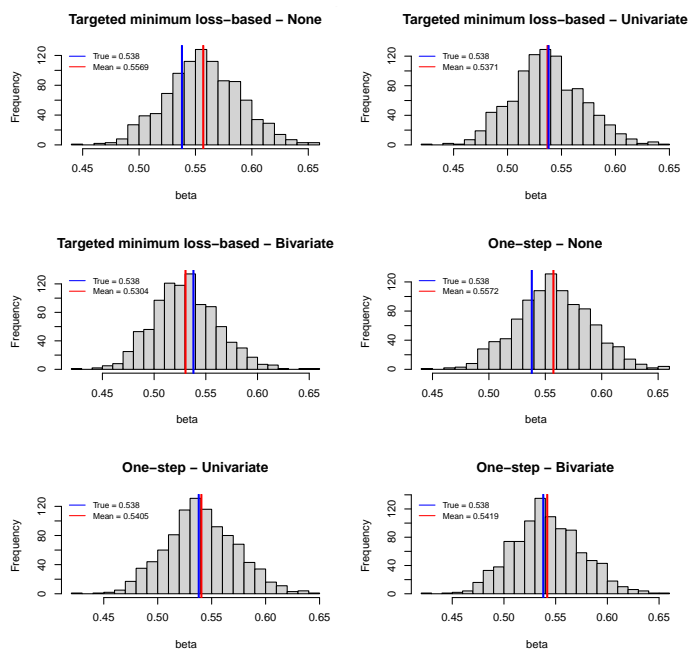 Targeted minimum loss−based − None
Frequency
0 40 80 120
True = 0.538
Mean = 0.5569
0.45 0.50 0.55 0.60 0.65
beta
Targeted minimum loss−based − Univariate
Frequency
0 40 80 120
True = 0.538
Mean = 0.5371
0.45 0.50 0.55 0.60 0.65
beta
Targeted minimum loss−based − Bivariate
Frequency
0 40 80 120
True = 0.538
Mean = 0.5304
0.45 0.50 0.55 0.60 0.65
beta
One−step − None
Frequency
0 40 80 120
True = 0.538
Mean = 0.5572
0.45 0.50 0.55 0.60 0.65
beta
One−step − Univariate
Frequency
0 40 80 120
True = 0.538
Mean = 0.5405
0.45 0.50 0.55 0.60 0.65
beta
One−step − Bivariate
Frequency
0 40 80 120
True = 0.538
Mean = 0.5419
0.45 0.50 0.55 0.60 0.65
beta